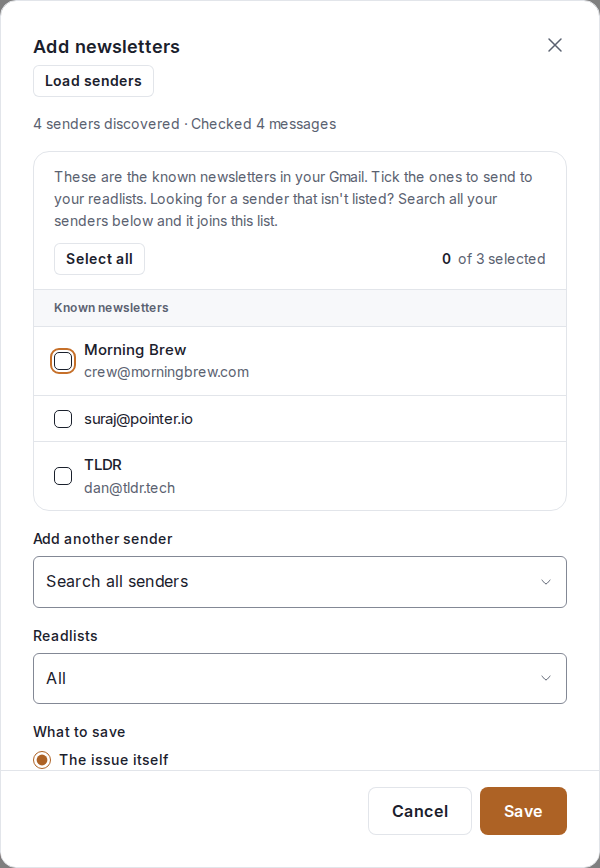 Add newsletters
Load senders
4 senders discovered · Checked 4 messages
These are the known newsletters in your Gmail. Tick the ones to send to
your readlists. Looking for a sender that isn't listed? Search all your
senders below and it joins this list.
Select all
0 of 3 selected
Known newsletters
Morning Brew
crew@morningbrew.com
suraj@pointer.io
TLDR
dan@tldr.tech
Add another sender
Search all senders
Readlists
All
What to save
The issue itself
Cancel
Save